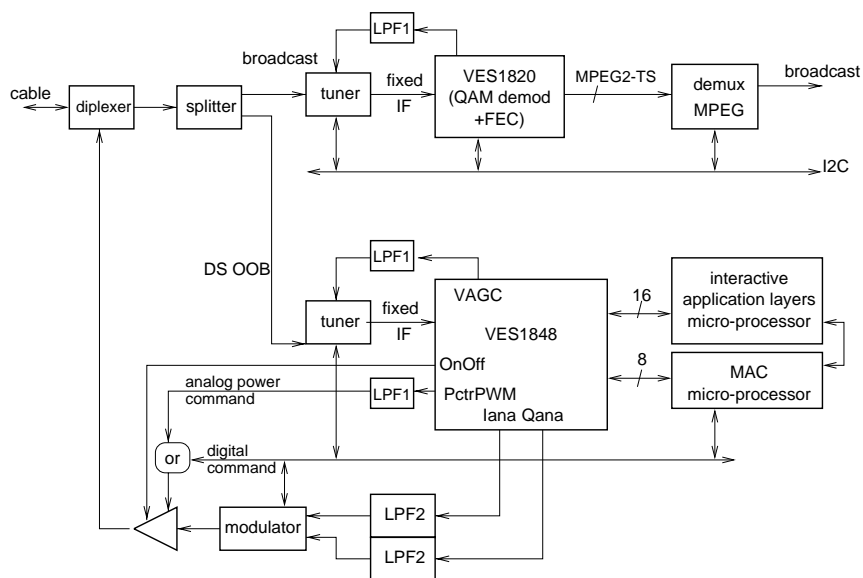 LPF1
broadcast
VES1820
(QAM demod
+FEC)
MPEG2-TS
demux
MPEG
broadcast
cable
diplexer
splitter
tuner
fixed
IF
I2C
DS OOB
LPF1
tuner
fixed
IF
VAGC
VES1848
OnOff
PctrPWM
Iana Qana
16
interactive
application layers
micro-processor
8
MAC
micro-processor
analog power
command
LPF1
or
digital
command
modulator
LPF2
LPF2